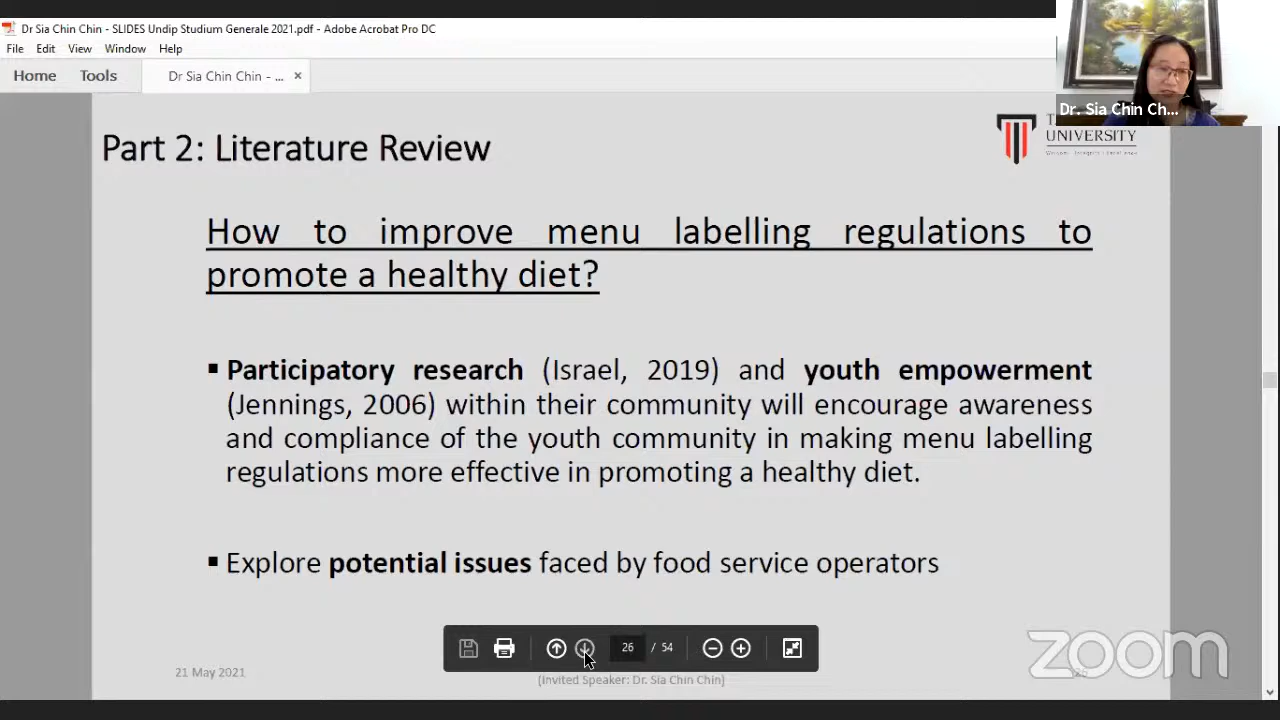 Dr Sia Chin Chin - SLIDES Undip Studium Generale 2021.pdf - Adobe Acrobat Pro DC
File Edit View Window Help
Home Tools Dr Sia Chin Chin - ... ×
Dr. Sia Chin Ch...
UNIVERSITY
Part 2: Literature Review
How to improve menu labelling regulations to
promote a healthy diet?
▪ Participatory research (Israel, 2019) and youth empowerment
(Jennings, 2006) within their community will encourage awareness
and compliance of the youth community in making menu labelling
regulations more effective in promoting a healthy diet.
▪ Explore potential issues faced by food service operators
26 / 54
21 May 2021
(Invited Speaker: Dr. Sia Chin Chin)
zoom